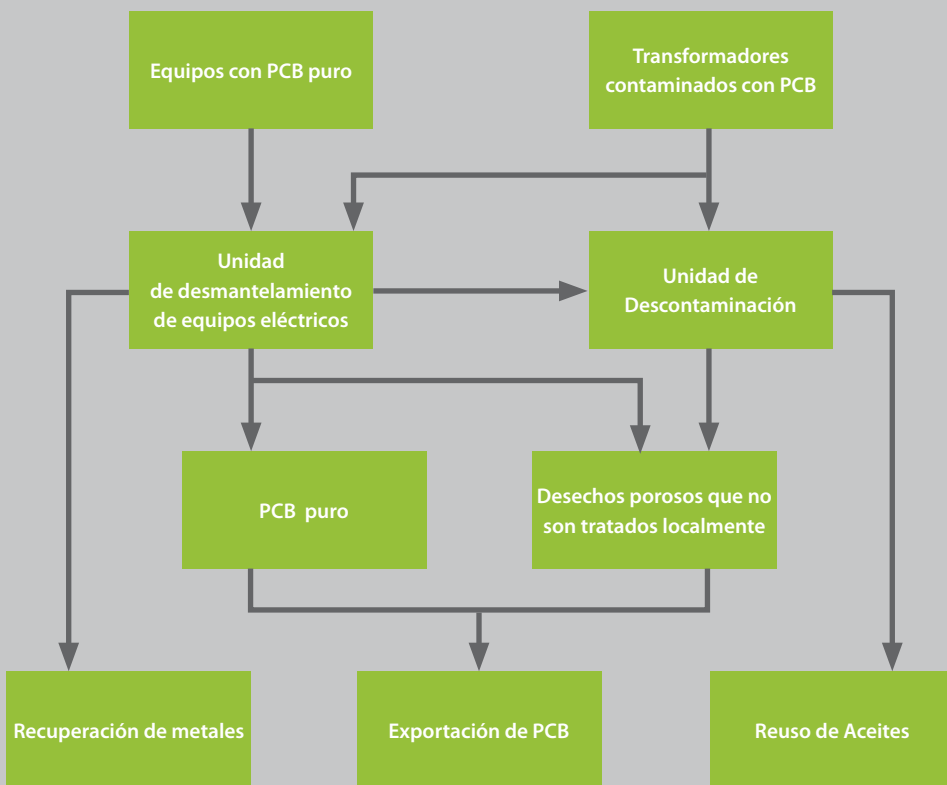 Equipos con PCB puro
Transformadores
contaminados con PCB
Unidad
de desmantelamiento
de equipos eléctricos
Unidad de
Descontaminación
PCB puro
Desechos porosos que no
son tratados localmente
Recuperación de metales
Exportación de PCB
Reuso de Aceites